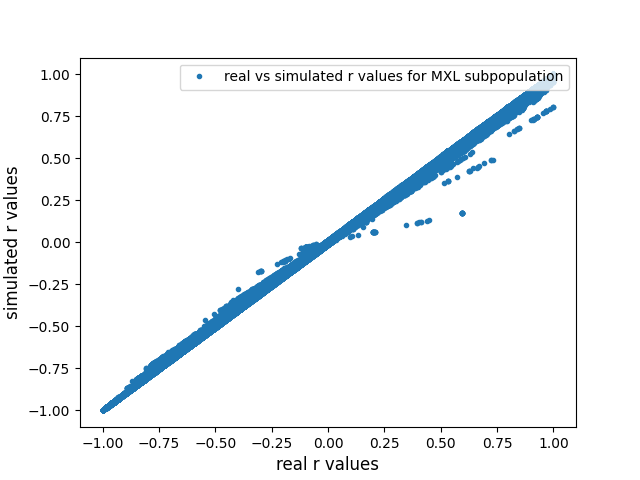 real vs simulated r values for MXL subpopulation
1.00
0.75
0.50
0.25
0.00
−0.25
−0.50
−0.75
−1.00
simulated r values
−1.00 −0.75 −0.50 −0.25 0.00 0.25 0.50 0.75 1.00
real r values